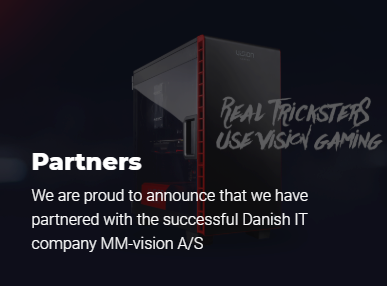 VISION
REAL TRICKSTERS
USE VISION GAMING
Partners
We are proud to announce that we have
partnered with the successful Danish IT
company MM-vision A/S